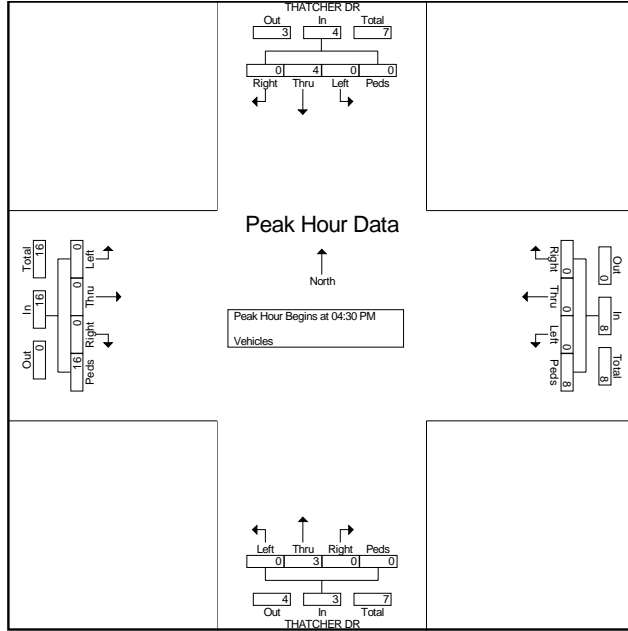 THATCHER DR
Out In Total
3 4 7
0 4 0 0
Right Thru Left Peds
Peak Hour Data
North
Peak Hour Begins at 04:30 PM
Vehicles
Total In Out
16 16 0
0 0 0 16
Left Thru Right Peds
Right Thru Left Peds
0 0 0 8
Out In Total
0 8 8
Left Thru Right Peds
0 3 0 0
4 3 7
Out In Total
THATCHER DR